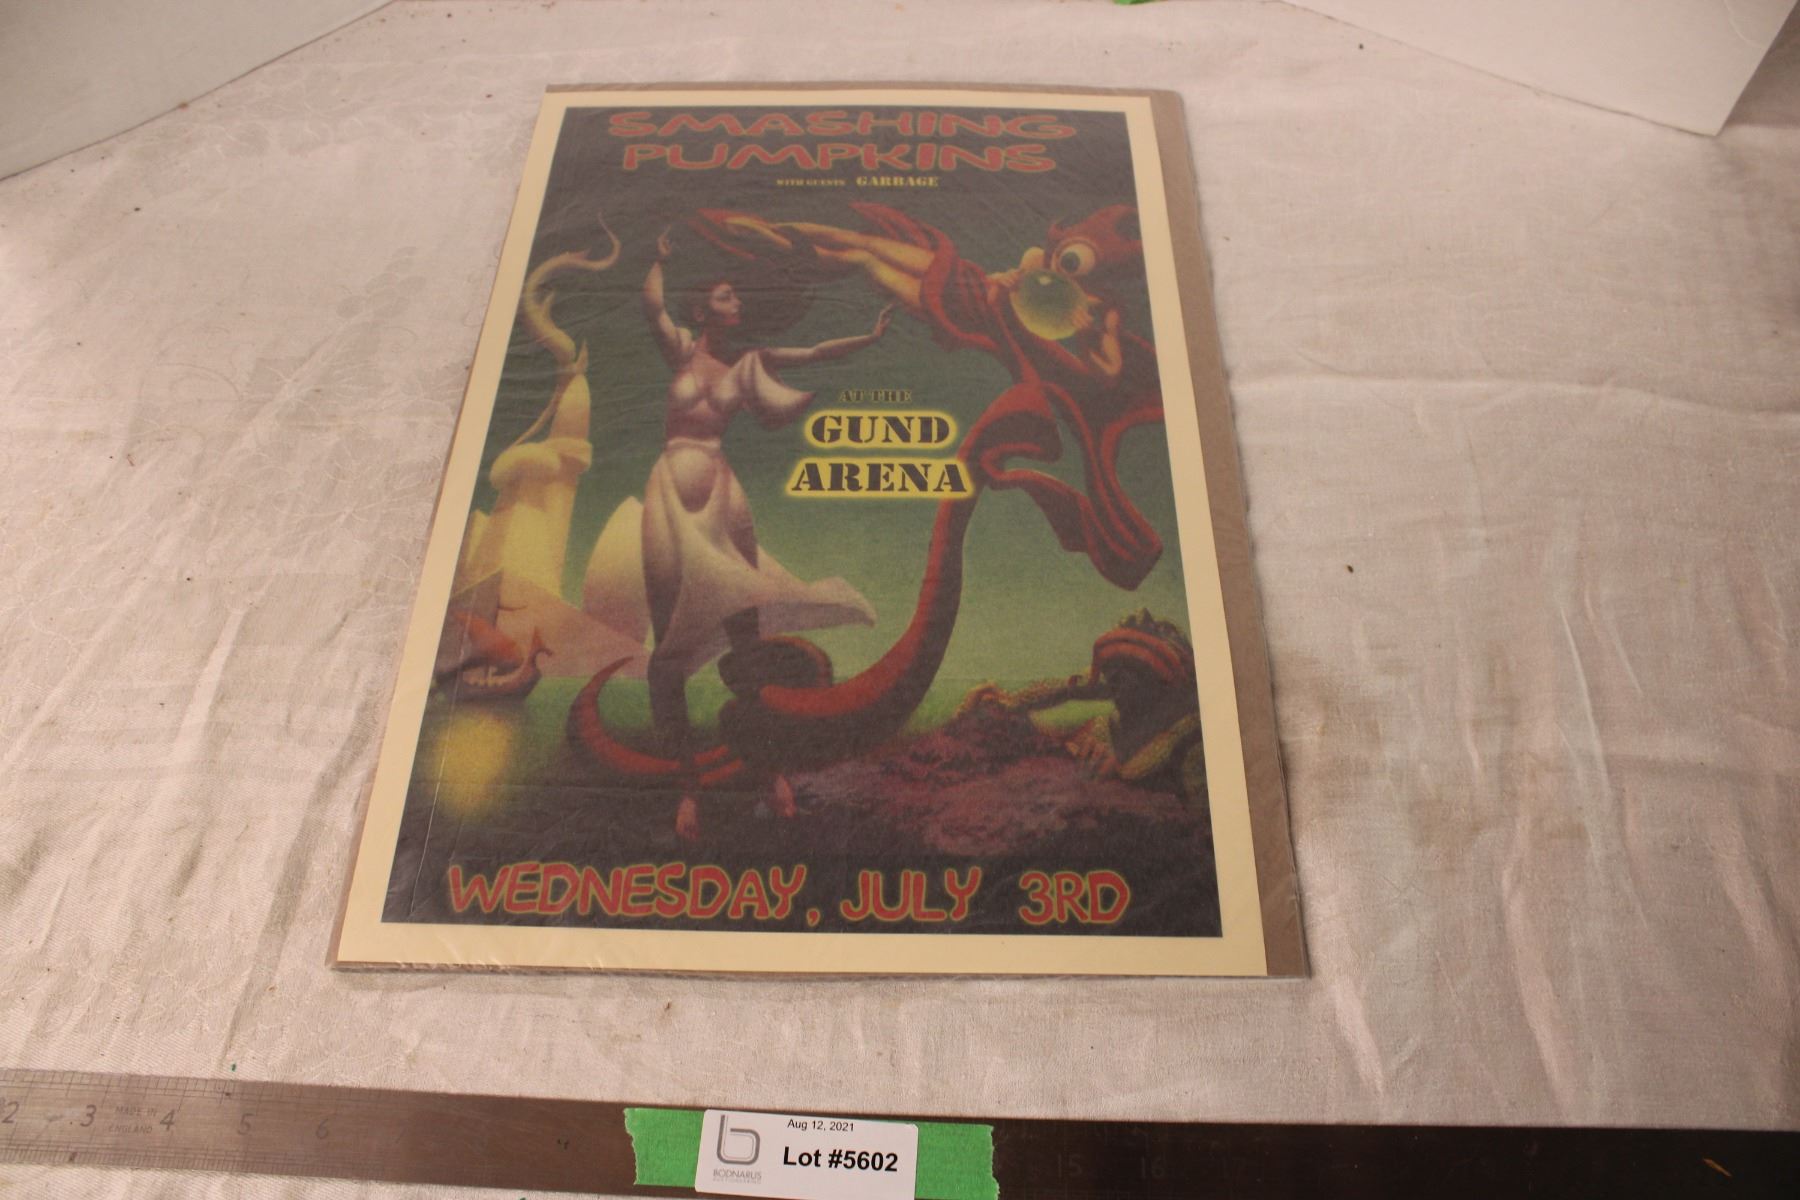 SMASHING
PUMPKINS
WITH GUESTS GARBAGE
AT THE
GUND
ARENA
WEDNESDAY, JULY 3RD
2 3 MADE IN ENGLAND 4 5 6
15 16
Aug 12, 2021
Lot #5602
b
BODNARUS
AUCTIONEERING